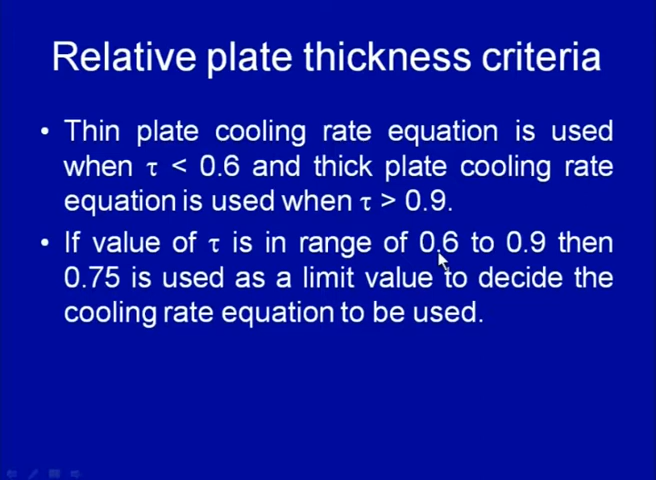 Relative plate thickness criteria
• Thin plate cooling rate equation is used
when τ < 0.6 and thick plate cooling rate
equation is used when τ > 0.9.
• If value of τ is in range of 0.6 to 0.9 then
0.75 is used as a limit value to decide the
cooling rate equation to be used.